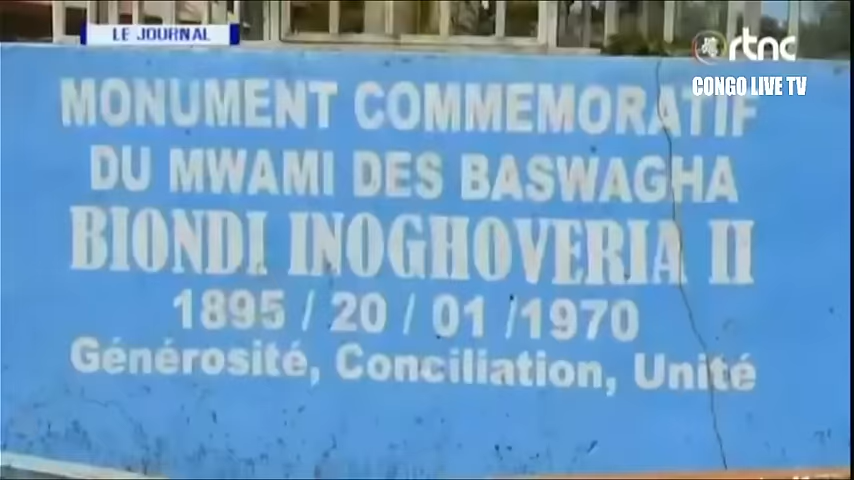 LE JOURNAL
rtnc
CONGO LIVE TV
MONUMENT COMMEMORATIF
DU MWAMI DES BASWAGHA
BIONDI INOGHOVERIA II
1895 / 20 / 01 /1970
Générosité, Conciliation, Unité